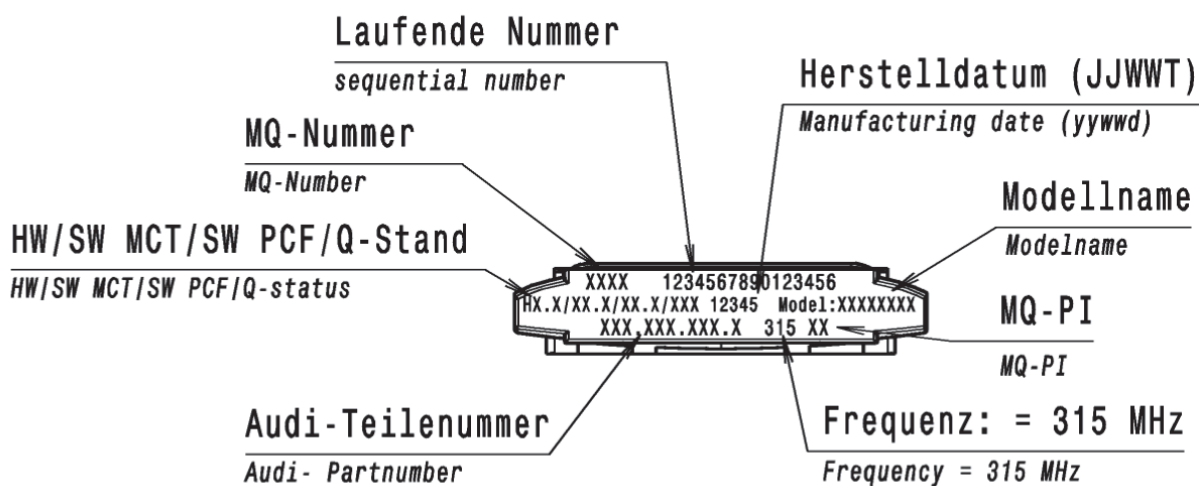 Laufende Nummer
sequential number
Herstelldatum (JJWWT)
Manufacturing date (yywwd)
MQ-Nummer
MQ-Number
Modellname
Modelname
HW/SW MCT/SW PCF/Q-Stand
HW/SW MCT/SW PCF/Q-status
XXXX 1234567890123456
HX.X/XX.X/XX.X/XXX 12345 Model:XXXXXXXX
XXX.XXX.XXX.X 315 XX
MQ-PI
MQ-PI
Audi-Teilenummer
Audi- Partnumber
Frequenz: = 315 MHz
Frequency = 315 MHz